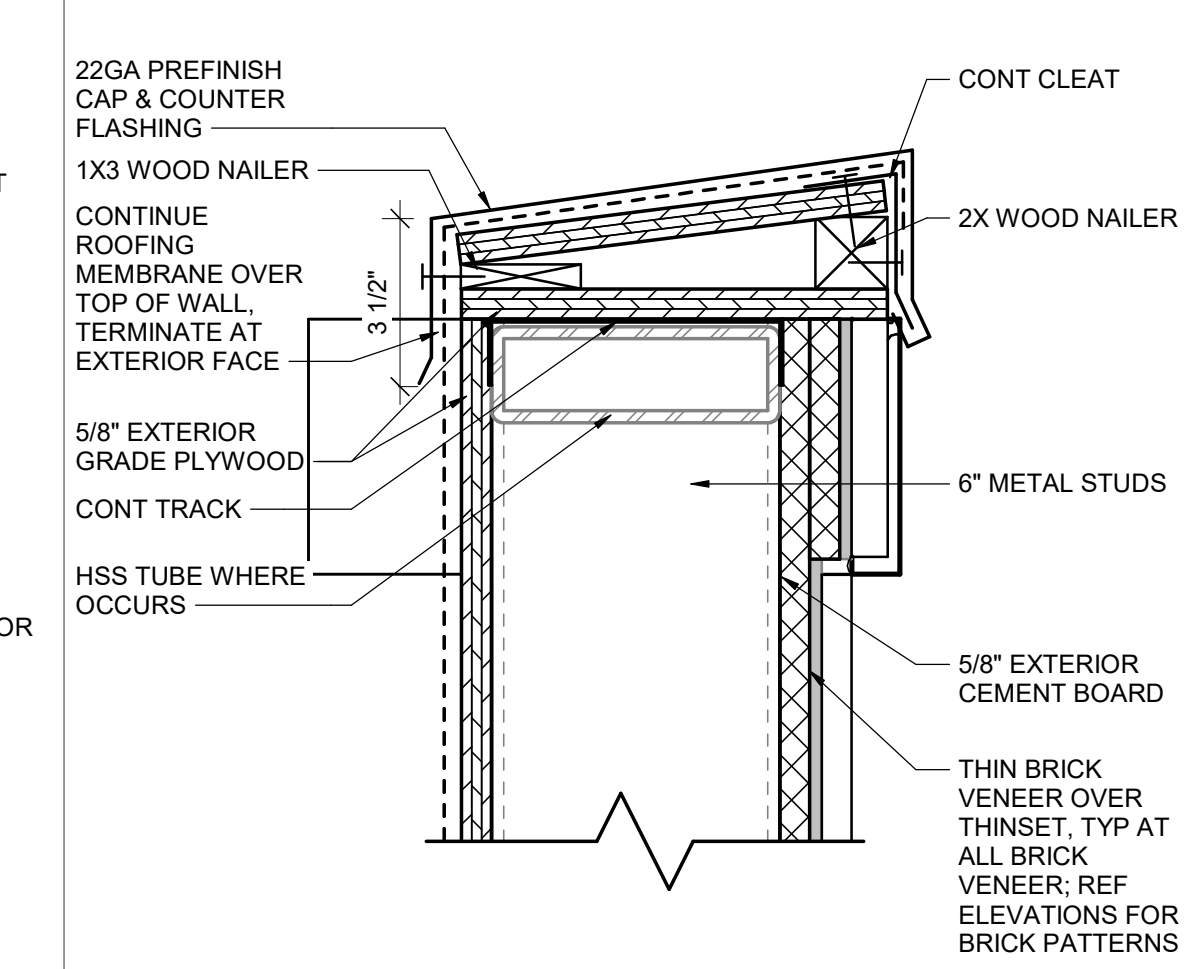 22GA PREFINISH
CAP & COUNTER
FLASHING
1X3 WOOD NAILER
CONTINUE
ROOFING
MEMBRANE OVER
TOP OF WALL,
TERMINATE AT
EXTERIOR FACE
5/8" EXTERIOR
GRADE PLYWOOD
CONT TRACK
HSS TUBE WHERE
OCCURS
3 1/2"
T
OR
CONT CLEAT
2X WOOD NAILER
6" METAL STUDS
5/8" EXTERIOR
CEMENT BOARD
THIN BRICK
VENEER OVER
THINSET, TYP AT
ALL BRICK
VENEER; REF
ELEVATIONS FOR
BRICK PATTERNS